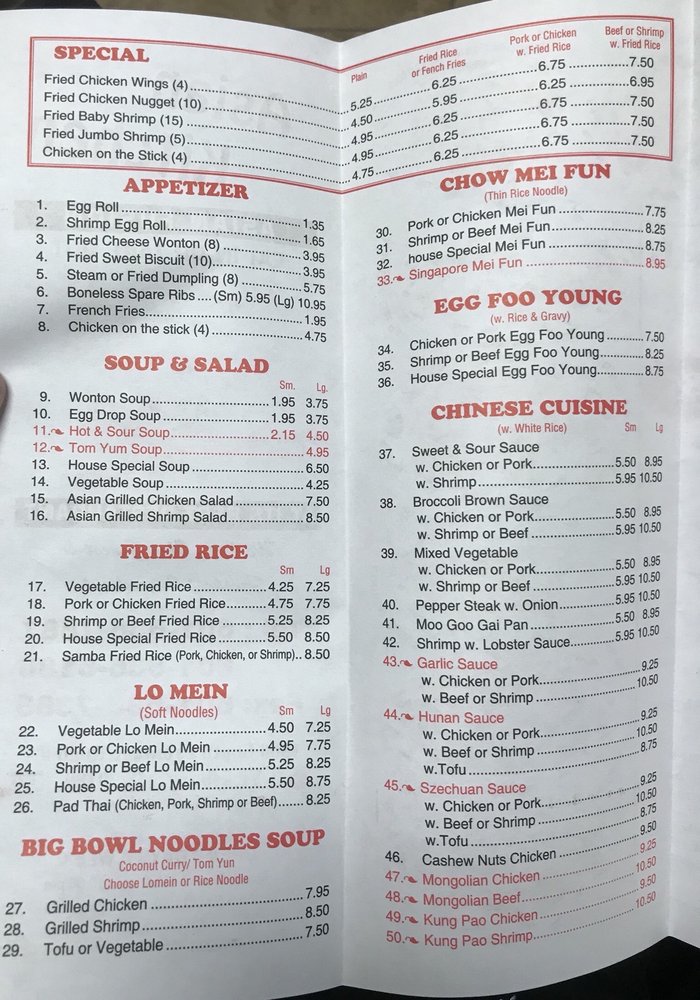 SPECIAL
Plain
Fried Rice
or Fench Fries
Pork or Chicken
w. Fried Rice
Beef or Shrimp
w. Fried Rice
Fried Chicken Wings (4) 5.25 6.25 6.75 7.50
Fried Chicken Nugget (10) 4.50 5.95 6.25 6.95
Fried Baby Shrimp (15) 4.95 6.25 6.75 7.50
Fried Jumbo Shrimp (5) 4.95 6.25 6.75 7.50
Chicken on the Stick (4) 4.75 6.25 6.75 7.50
APPETIZER
1. Egg Roll 1.35
2. Shrimp Egg Roll 1.65
3. Fried Cheese Wonton (8) 3.95
4. Fried Sweet Biscuit (10) 3.95
5. Steam or Fried Dumpling (8) 5.75
6. Boneless Spare Ribs .... (Sm) 5.95 (Lg) 10.95
7. French Fries 1.95
8. Chicken on the stick (4) 4.75
SOUP & SALAD
Sm. Lg.
9. Wonton Soup 1.95 3.75
10. Egg Drop Soup 1.95 3.75
11. Hot & Sour Soup 2.15 4.50
12. Tom Yum Soup 4.95
13. House Special Soup 6.50
14. Vegetable Soup 4.25
15. Asian Grilled Chicken Salad 7.50
16. Asian Grilled Shrimp Salad 8.50
FRIED RICE
Sm Lg
17. Vegetable Fried Rice 4.25 7.25
18. Pork or Chicken Fried Rice 4.75 7.75
19. Shrimp or Beef Fried Rice 5.25 8.25
20. House Special Fried Rice 5.50 8.50
21. Samba Fried Rice (Pork, Chicken, or Shrimp).. 8.50
LO MEIN
(Soft Noodles) Sm Lg
22. Vegetable Lo Mein 4.50 7.25
23. Pork or Chicken Lo Mein 4.95 7.75
24. Shrimp or Beef Lo Mein 5.25 8.25
25. House Special Lo Mein 5.50 8.75
26. Pad Thai (Chicken, Pork, Shrimp or Beef) 8.25
BIG BOWL NOODLES SOUP
Coconut Curry/ Tom Yun
Choose Lomein or Rice Noodle
27. Grilled Chicken 7.95
28. Grilled Shrimp 8.50
29. Tofu or Vegetable 7.50
CHOW MEI FUN
(Thin Rice Noodle)
30. Pork or Chicken Mei Fun 7.75
31. Shrimp or Beef Mei Fun 8.25
32. house Special Mei Fun 8.75
33. Singapore Mei Fun 8.95
EGG FOO YOUNG
(w. Rice & Gravy)
34. Chicken or Pork Egg Foo Young 7.50
35. Shrimp or Beef Egg Foo Young 8.25
36. House Special Egg Foo Young 8.75
CHINESE CUISINE
(w. White Rice) Sm Lg
37. Sweet & Sour Sauce
w. Chicken or Pork 5.50 8.95
w. Shrimp 5.95 10.50
38. Broccoli Brown Sauce
w. Chicken or Pork 5.50 8.95
w. Shrimp or Beef 5.95 10.50
39. Mixed Vegetable
w. Chicken or Pork 5.50 8.95
w. Shrimp or Beef 5.95 10.50
40. Pepper Steak w. Onion 5.95 10.50
41. Moo Goo Gai Pan 5.50 8.95
42. Shrimp w. Lobster Sauce 5.95 10.50
43. Garlic Sauce
w. Chicken or Pork 9.25
w. Beef or Shrimp 10.50
44. Hunan Sauce
w. Chicken or Pork 9.25
w. Beef or Shrimp 10.50
w.Tofu 8.75
45. Szechuan Sauce
w. Chicken or Pork 9.25
w. Beef or Shrimp 10.50
w.Tofu 8.75
46. Cashew Nuts Chicken 9.50
47. Mongolian Chicken 9.25
48. Mongolian Beef 10.50
49. Kung Pao Chicken 9.50
50. Kung Pao Shrimp 10.50